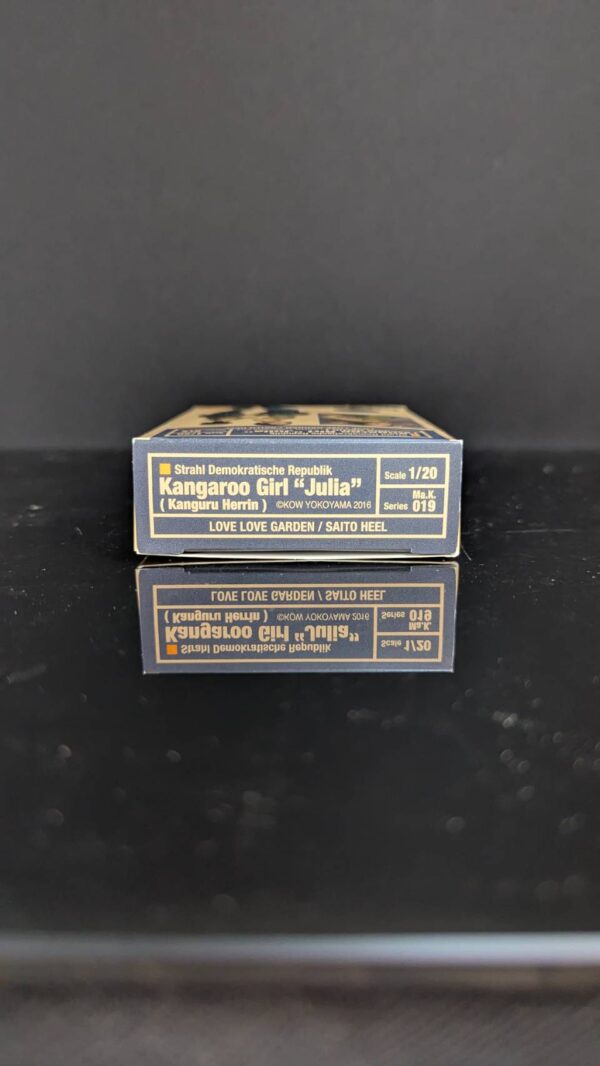 Strahl Demokratische Republik
Kangaroo Girl “Julia”
( Kanguru Herrin ) ©KOW YOKOYAMA 2016
Scale 1/20
Ma.K.
Series 019
LOVE LOVE GARDEN / SAITO HEEL